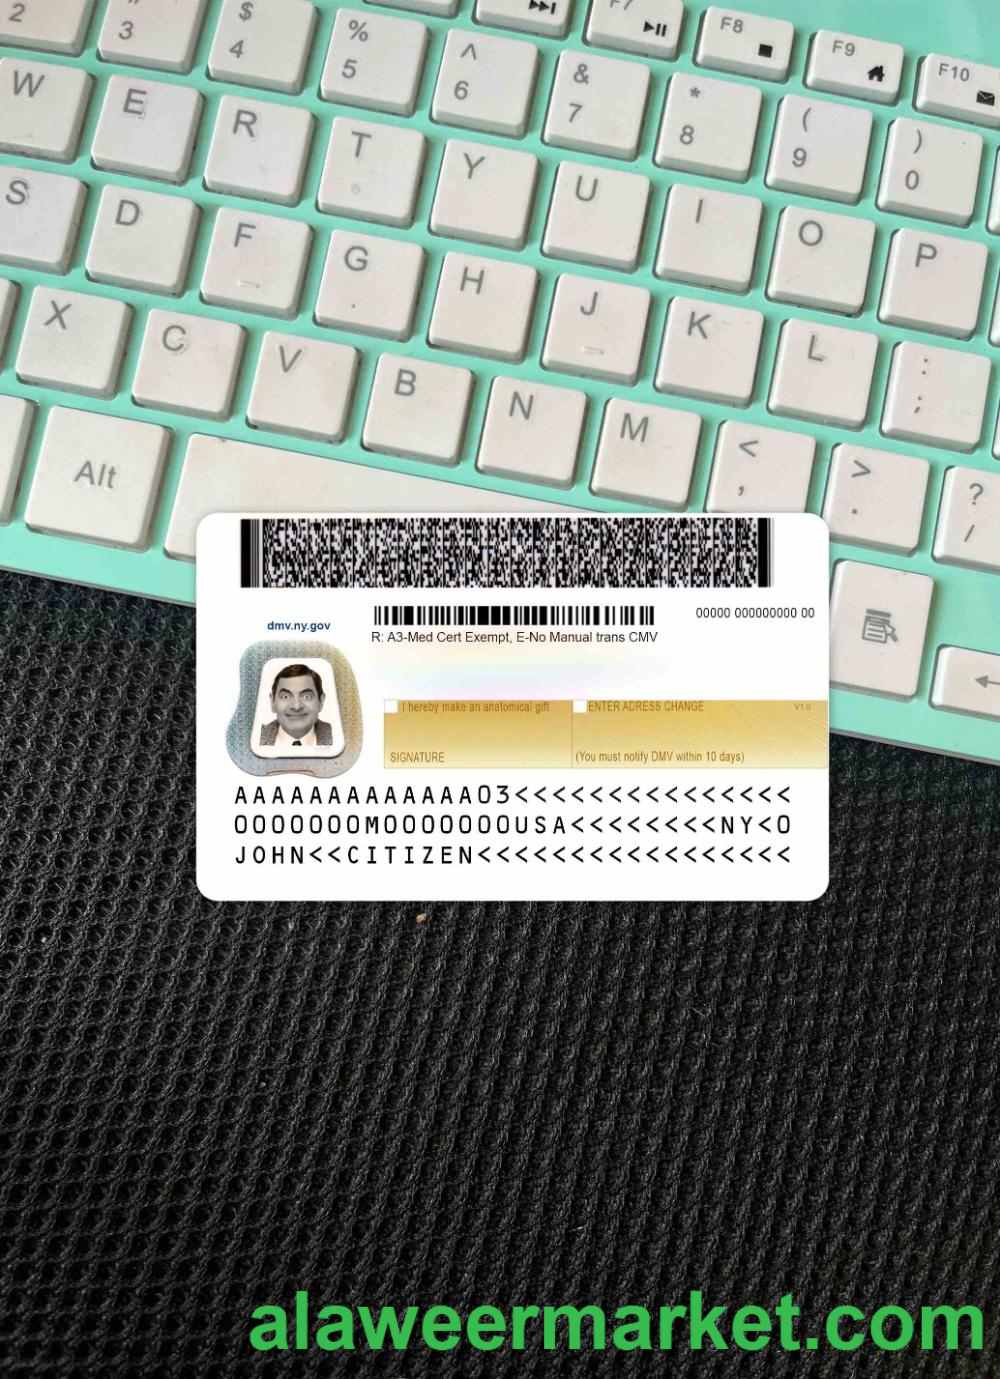 2 3 $ 4 % 5 ^ 6 & 7 * 8 ( 9 ) 0
F7 F8 F9 F10
W E R T Y U I O P
S D F G H J K L : ;
X C V B N M < , > . ? /
Alt
dmv.ny.gov
00000 000000000 00
R: A3-Med Cert Exempt, E-No Manual trans CMV
I hereby make an anatomical gift
ENTER ADRESS CHANGE
V1.0
SIGNATURE
(You must notify DMV within 10 days)
AAAAAAAAAAAAAO3<<<<<<<<<<<<<<<
0000000M0000000USA<<<<<<<<NY<0
JOHN<<CITIZEN<<<<<<<<<<<<<<<<<
alaweermarket.com